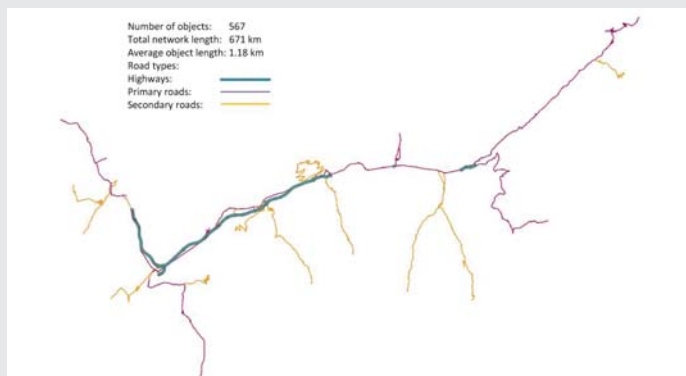 Number of objects: 567
Total network length: 671 km
Average object length: 1.18 km
Road types:
Highways:
Primary roads:
Secondary roads: